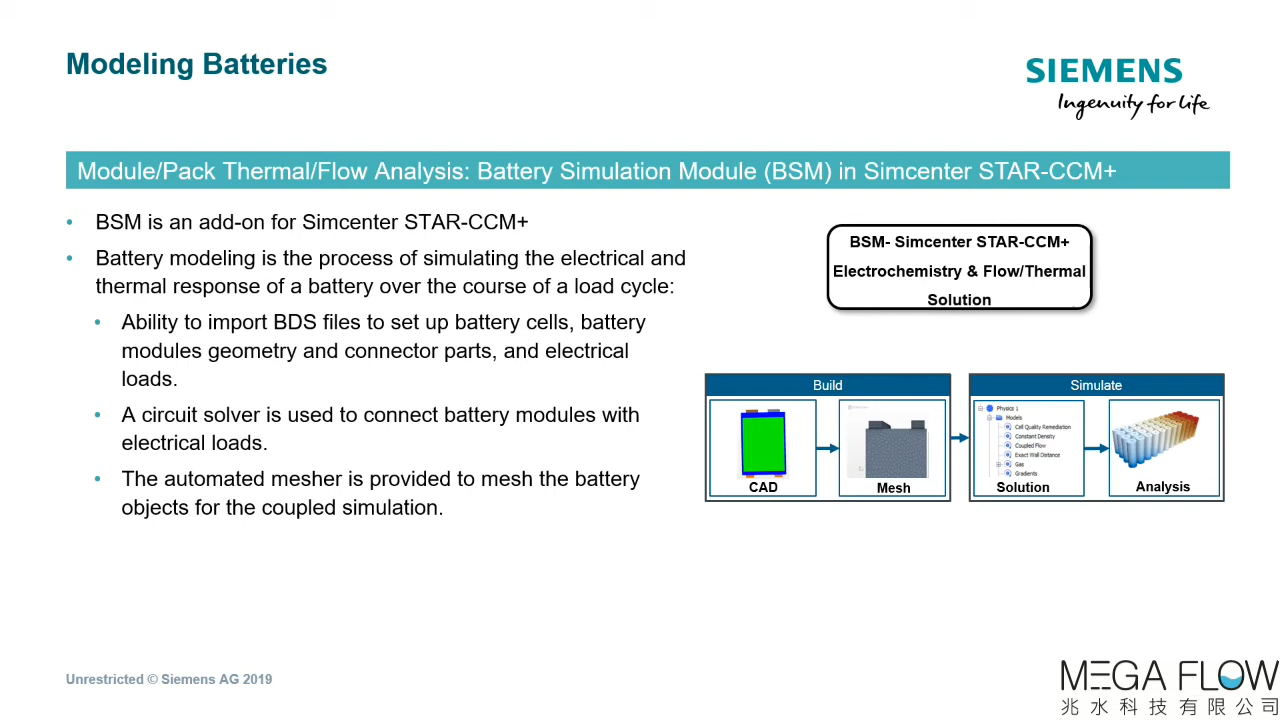 Modeling Batteries
SIEMENS
Ingenuity for life
Module/Pack Thermal/Flow Analysis: Battery Simulation Module (BSM) in Simcenter STAR-CCM+
• BSM is an add-on for Simcenter STAR-CCM+
• Battery modeling is the process of simulating the electrical and
thermal response of a battery over the course of a load cycle:
• Ability to import BDS files to set up battery cells, battery
modules geometry and connector parts, and electrical
loads.
• A circuit solver is used to connect battery modules with
electrical loads.
• The automated mesher is provided to mesh the battery
objects for the coupled simulation.
BSM- Simcenter STAR-CCM+
Electrochemistry & Flow/Thermal
Solution
Build
CAD
Mesh
Simulate
Physics 1
Models
Cell Quality Remediation
Constant Density
Coupled Flow
Exact Wall Distance
Gas
Gradients
Solution
Analysis
Unrestricted © Siemens AG 2019
MEGA FLOW
兆水科技有限公司